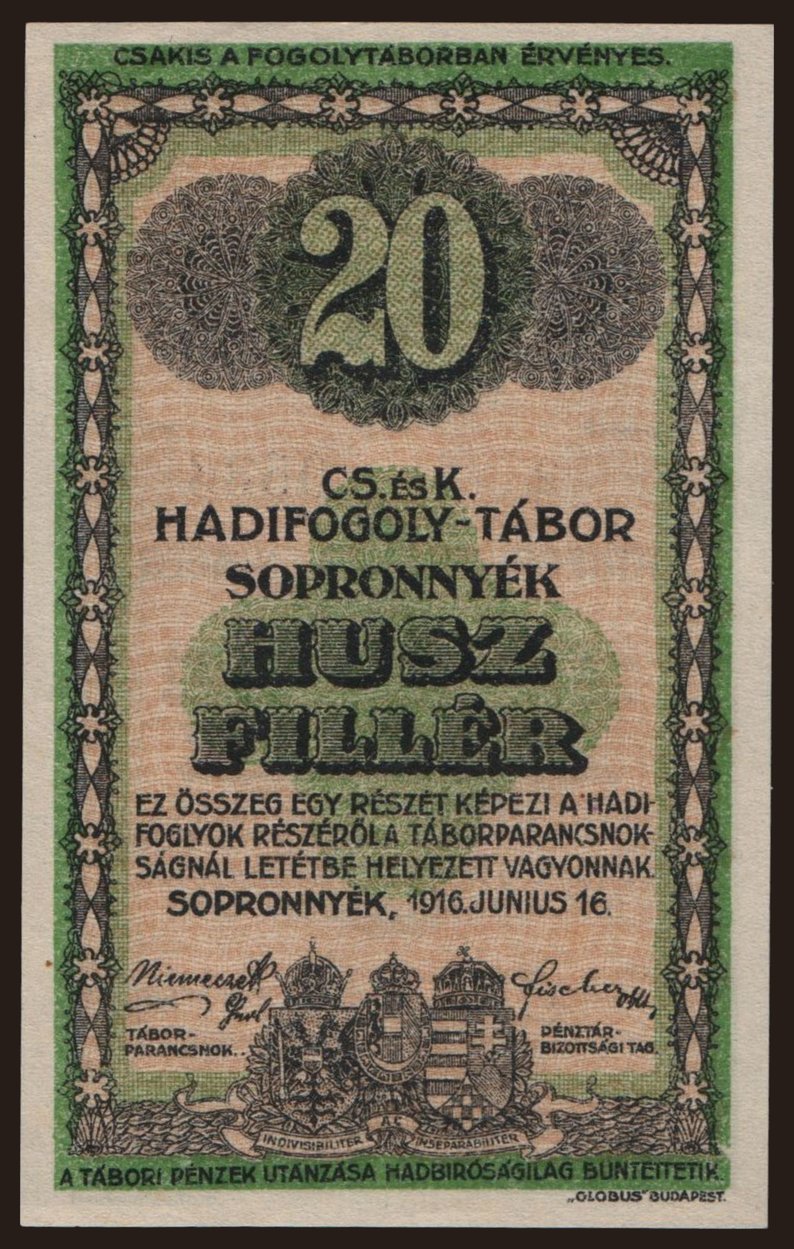 CSAKIS A FOGOLYTÁBORBAN ÉRVÉNYES.
20
CS. ÉS K.
HADIFOGOLY-TÁBOR
SOPRONNYÉK
HUSZ
FILLÉR
EZ ÖSSZEG EGY RÉSZÉT KÉPEZI A HADI-
FOGLYOK RÉSZÉRŐL A TÁBORPARANCSNOK-
SÁGNÁL LETÉTBE HELYEZETT VAGYONNAK.
SOPRONNYÉK, 1916. JUNIUS 16.
TÁBOR-
PARANCSNOK.
Fischer
PÉNZTÁR-
BIZOTTSÁGI TAG.
INDIVISIBILITER AC INSEPARABILITER
A TÁBORI PÉNZEK UTÁNZÁSA HADBIRÓSÁGILAG BÜNTETTETIK.
„GLOBUS" BUDAPEST.